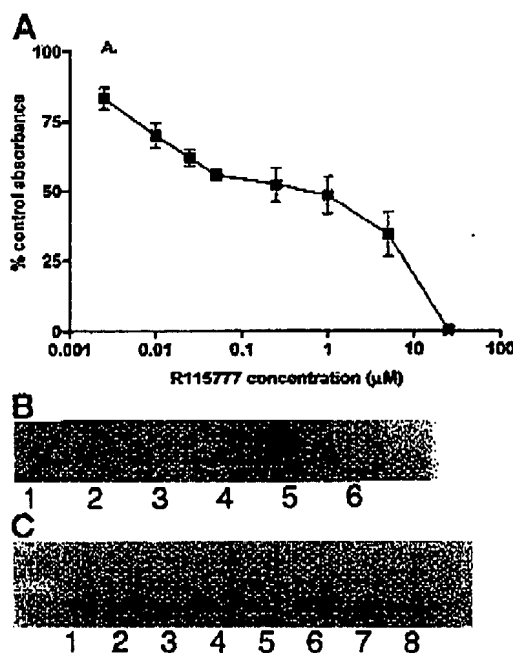 A
A.
100
75
50
25
0
% control absorbance
0.001 0.01 0.1 1 10 100
R115777 concentration (µM)
B
1 2 3 4 5 6
C
1 2 3 4 5 6 7 8